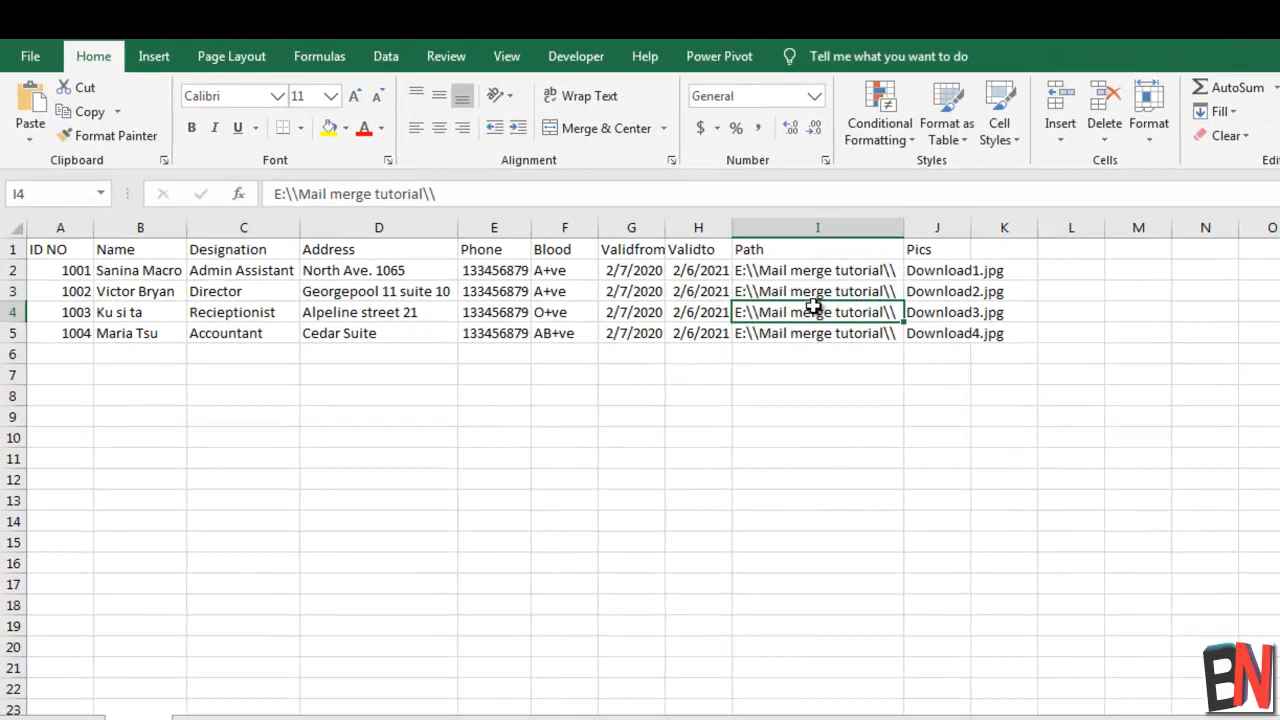 File Home Insert Page Layout Formulas Data Review View Developer Help Power Pivot Tell me what you want to do
Paste Cut Copy Format Painter
Calibri 11 B I U A A A
Wrap Text Merge & Center
General $ % ,
Conditional Formatting Format as Table Cell Styles
Insert Delete Format
AutoSum Fill Clear
Clipboard Font Alignment Number Styles Cells Edi
I4 fx E:\\Mail merge tutorial\\
A B C D E F G H I J K L M N O
1 ID NO Name Designation Address Phone Blood Validfrom Validto Path Pics
2 1001 Sanina Macro Admin Assistant North Ave. 1065 133456879 A+ve 2/7/2020 2/6/2021 E:\\Mail merge tutorial\\ Download1.jpg
3 1002 Victor Bryan Director Georgepool 11 suite 10 133456879 A+ve 2/7/2020 2/6/2021 E:\\Mail merge tutorial\\ Download2.jpg
4 1003 Ku si ta Recieptionist Alpeline street 21 133456879 O+ve 2/7/2020 2/6/2021 E:\\Mail merge tutorial\\ Download3.jpg
5 1004 Maria Tsu Accountant Cedar Suite 133456879 AB+ve 2/7/2020 2/6/2021 E:\\Mail merge tutorial\\ Download4.jpg
6
7
8
9
10
11
12
13
14
15
16
17
18
19
20
21
22
23
BN